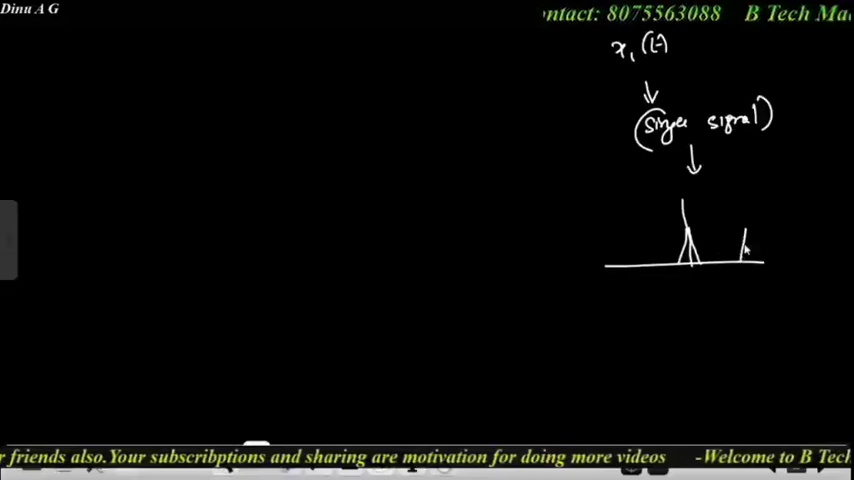 Dinu A G
ntact: 8075563088 B Tech Ma
x₁(t)
(single signal)
r friends also.Your subscribptions and sharing are motivation for doing more videos -Welcome to B Tech